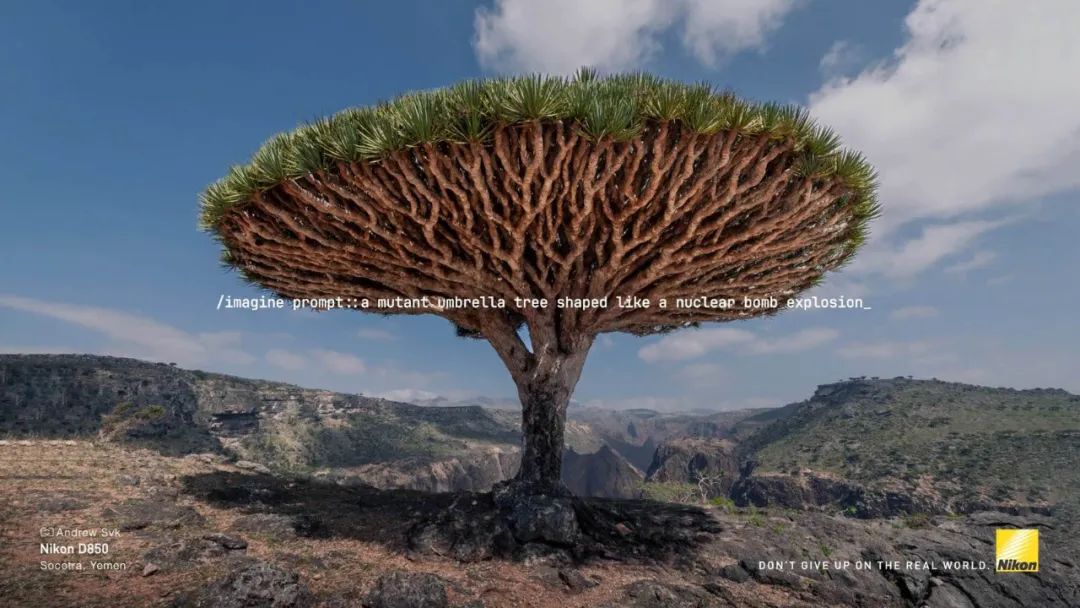 /imagine prompt::a mutant umbrella tree shaped like a nuclear bomb explosion_
Andrew Svk
Nikon D850
Socotra, Yemen
DON'T GIVE UP ON THE REAL WORLD.
Nikon